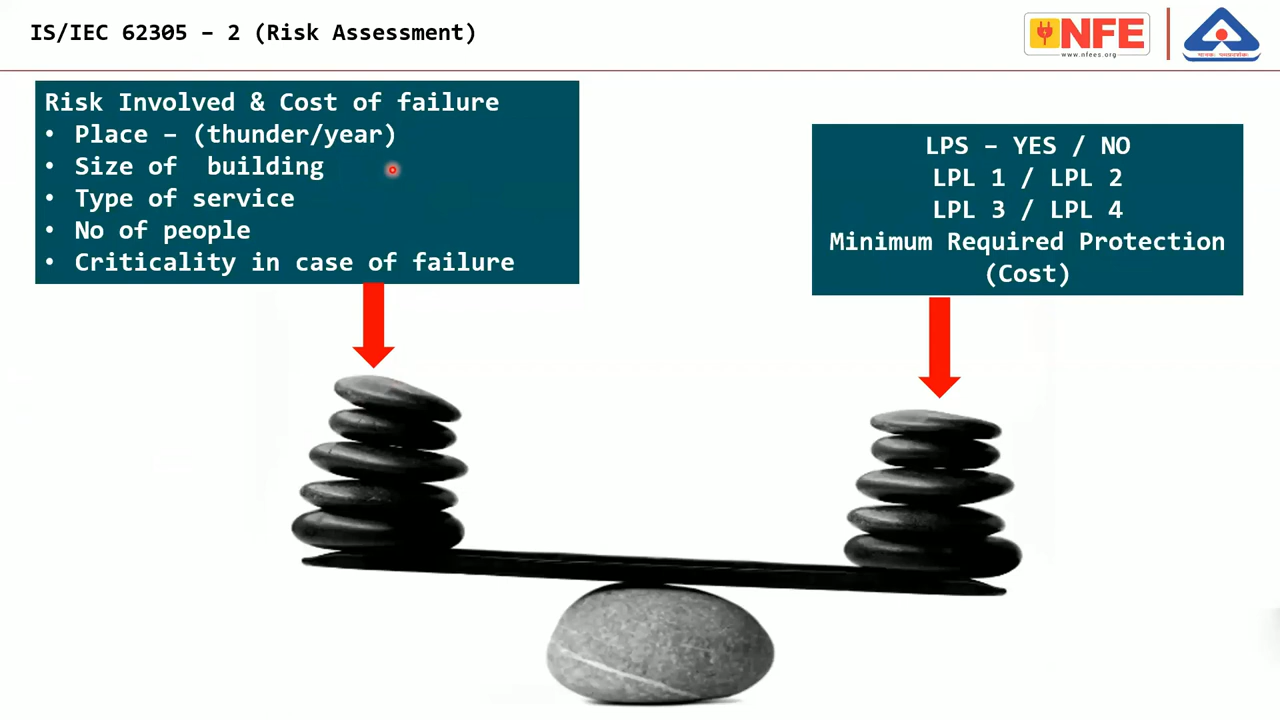 IS/IEC 62305 – 2 (Risk Assessment)
NFE
www.nfees.org
Risk Involved & Cost of failure
• Place – (thunder/year)
• Size of building
• Type of service
• No of people
• Criticality in case of failure
LPS – YES / NO
LPL 1 / LPL 2
LPL 3 / LPL 4
Minimum Required Protection
(Cost)